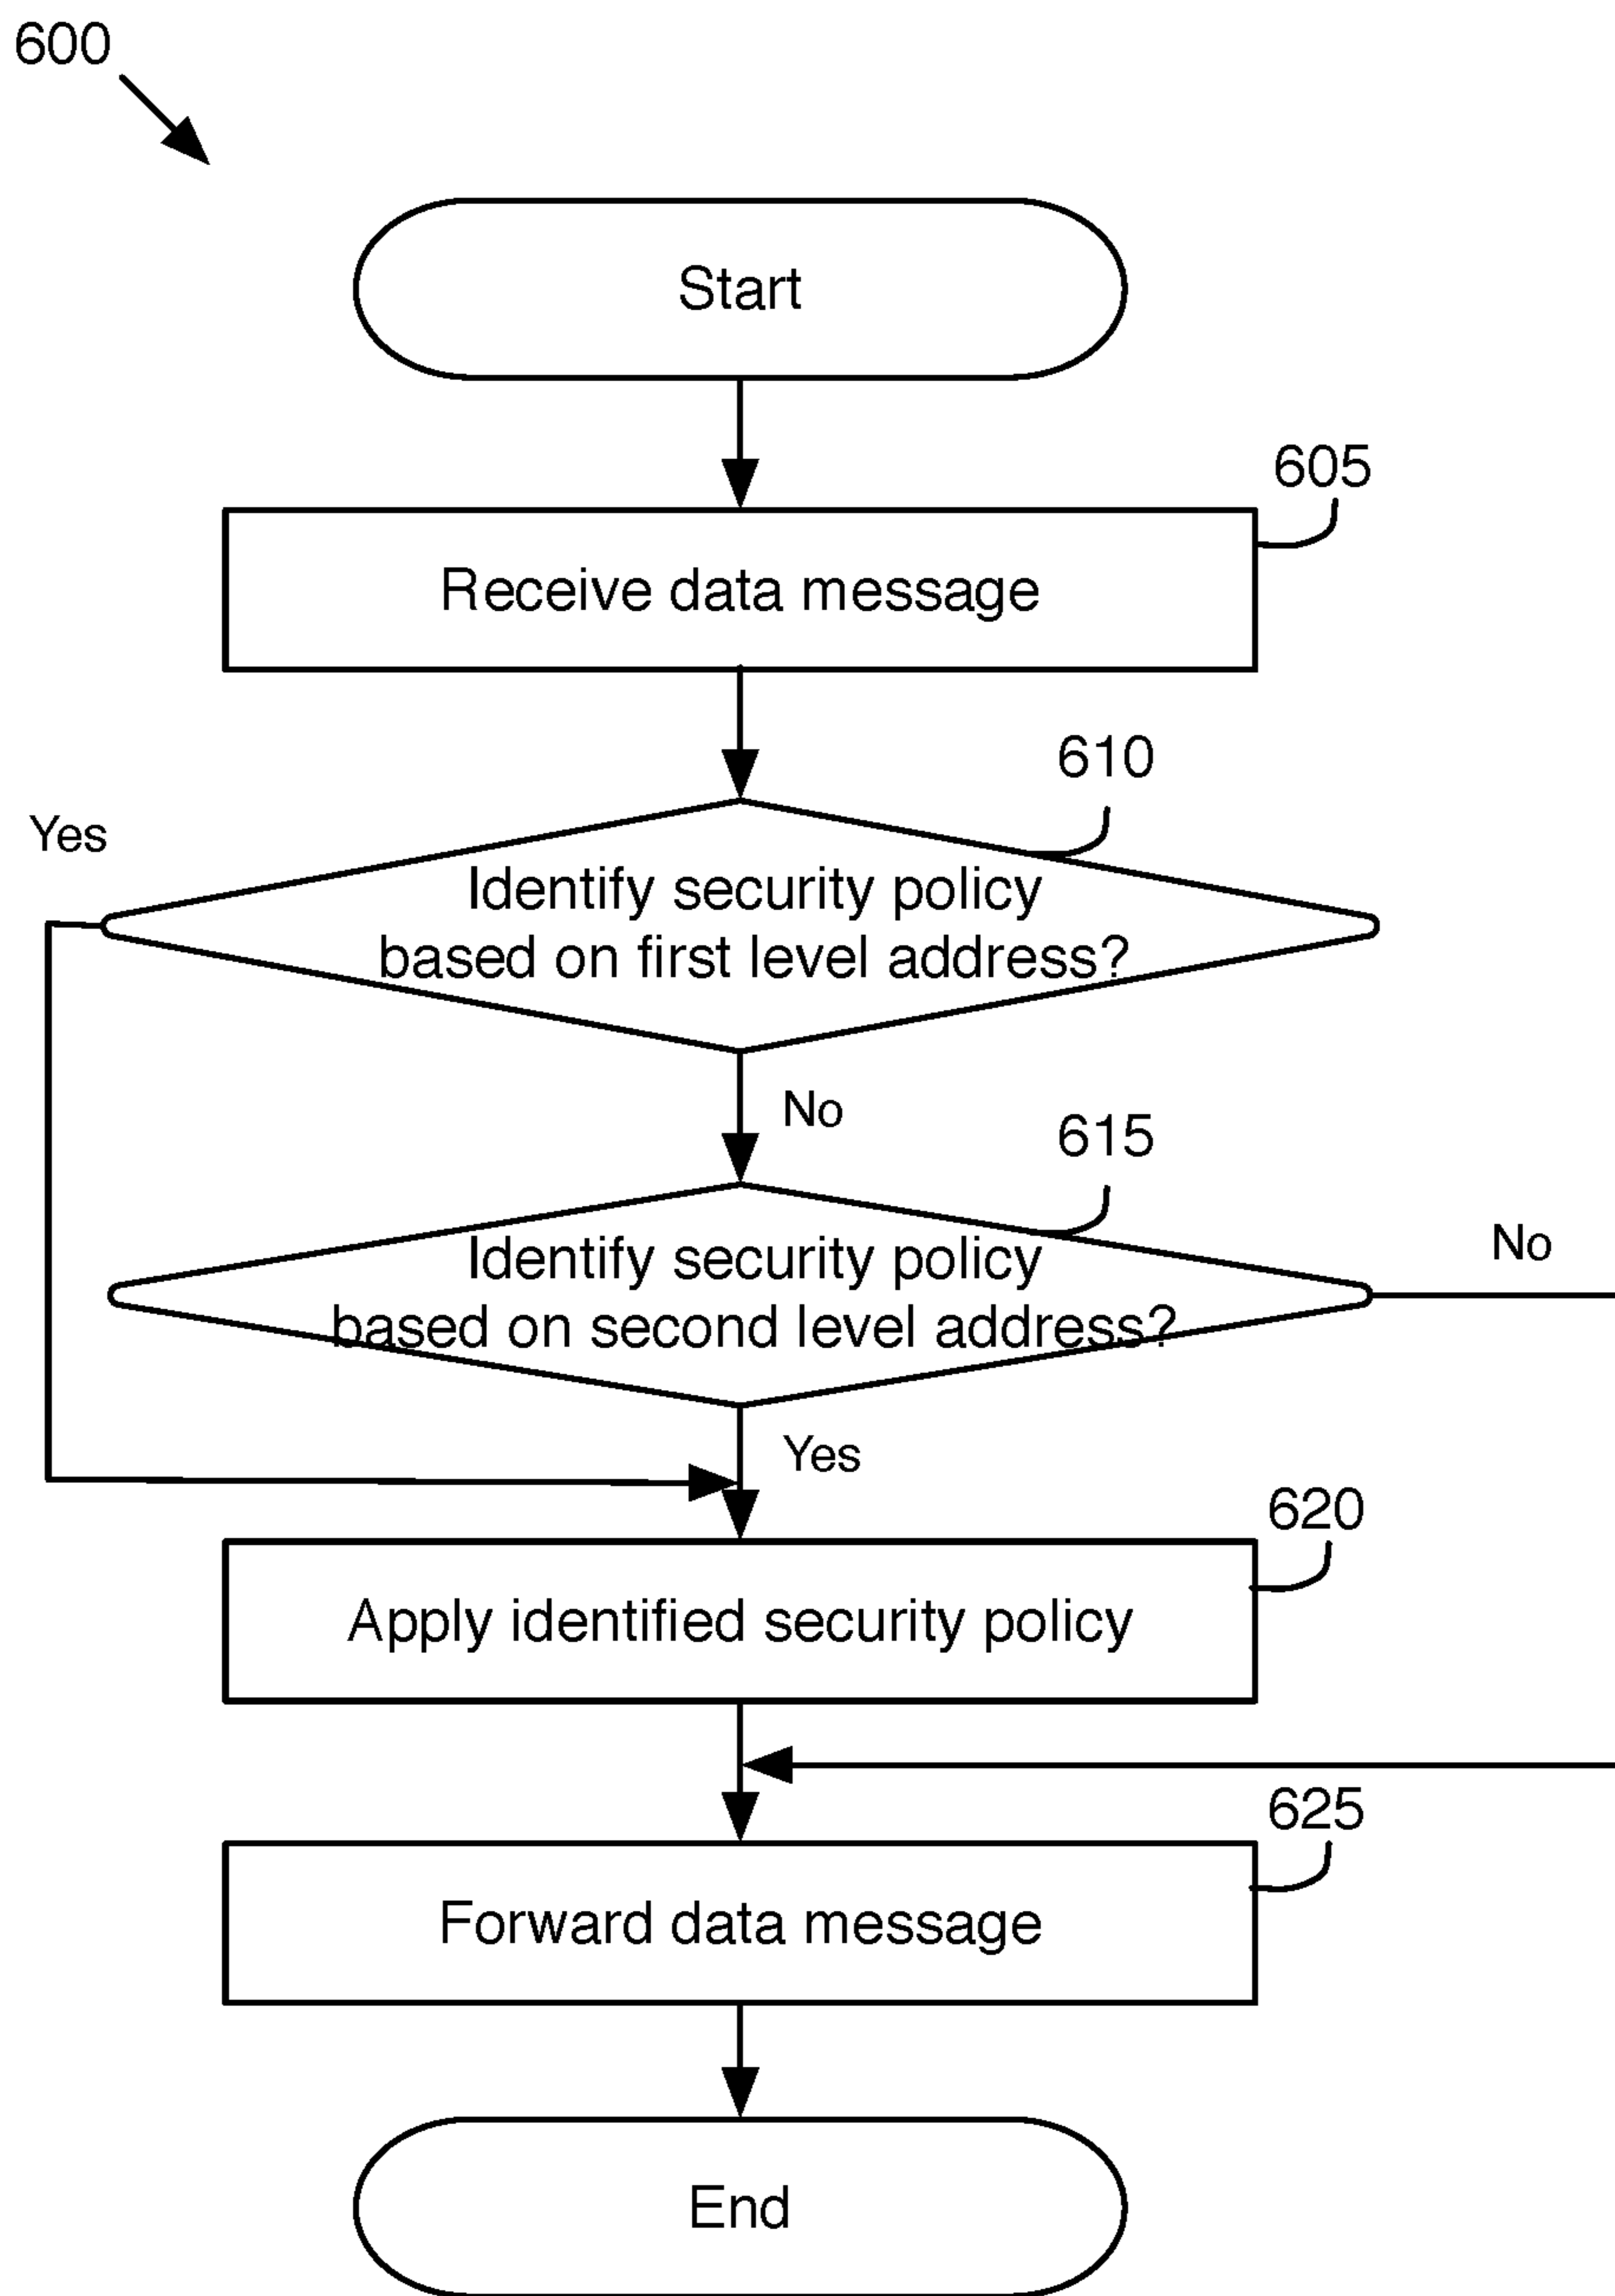 600
Start
605
Receive data message
610
Yes
Identify security policy
based on first level address?
No
615
No
Identify security policy
based on second level address?
Yes
620
Apply identified security policy
625
Forward data message
End